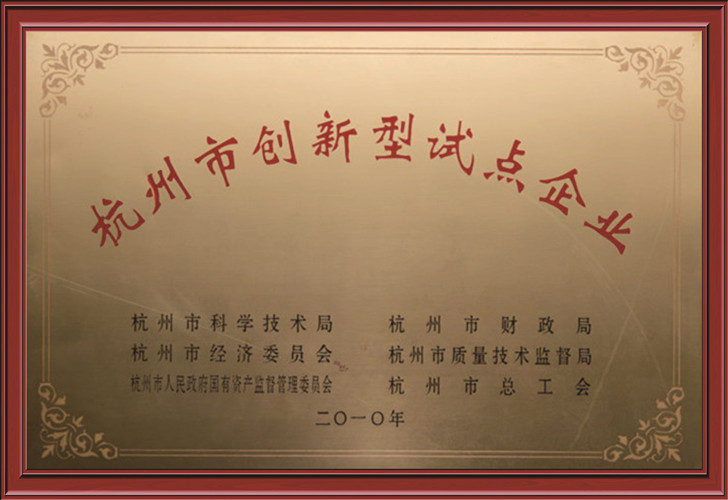 杭州市创新型试点企业
杭州市科学技术局 杭州市财政局
杭州市经济委员会 杭州市质量技术监督局
杭州市人民政府国有资产监督管理委员会 杭州市总工会
二〇一〇年